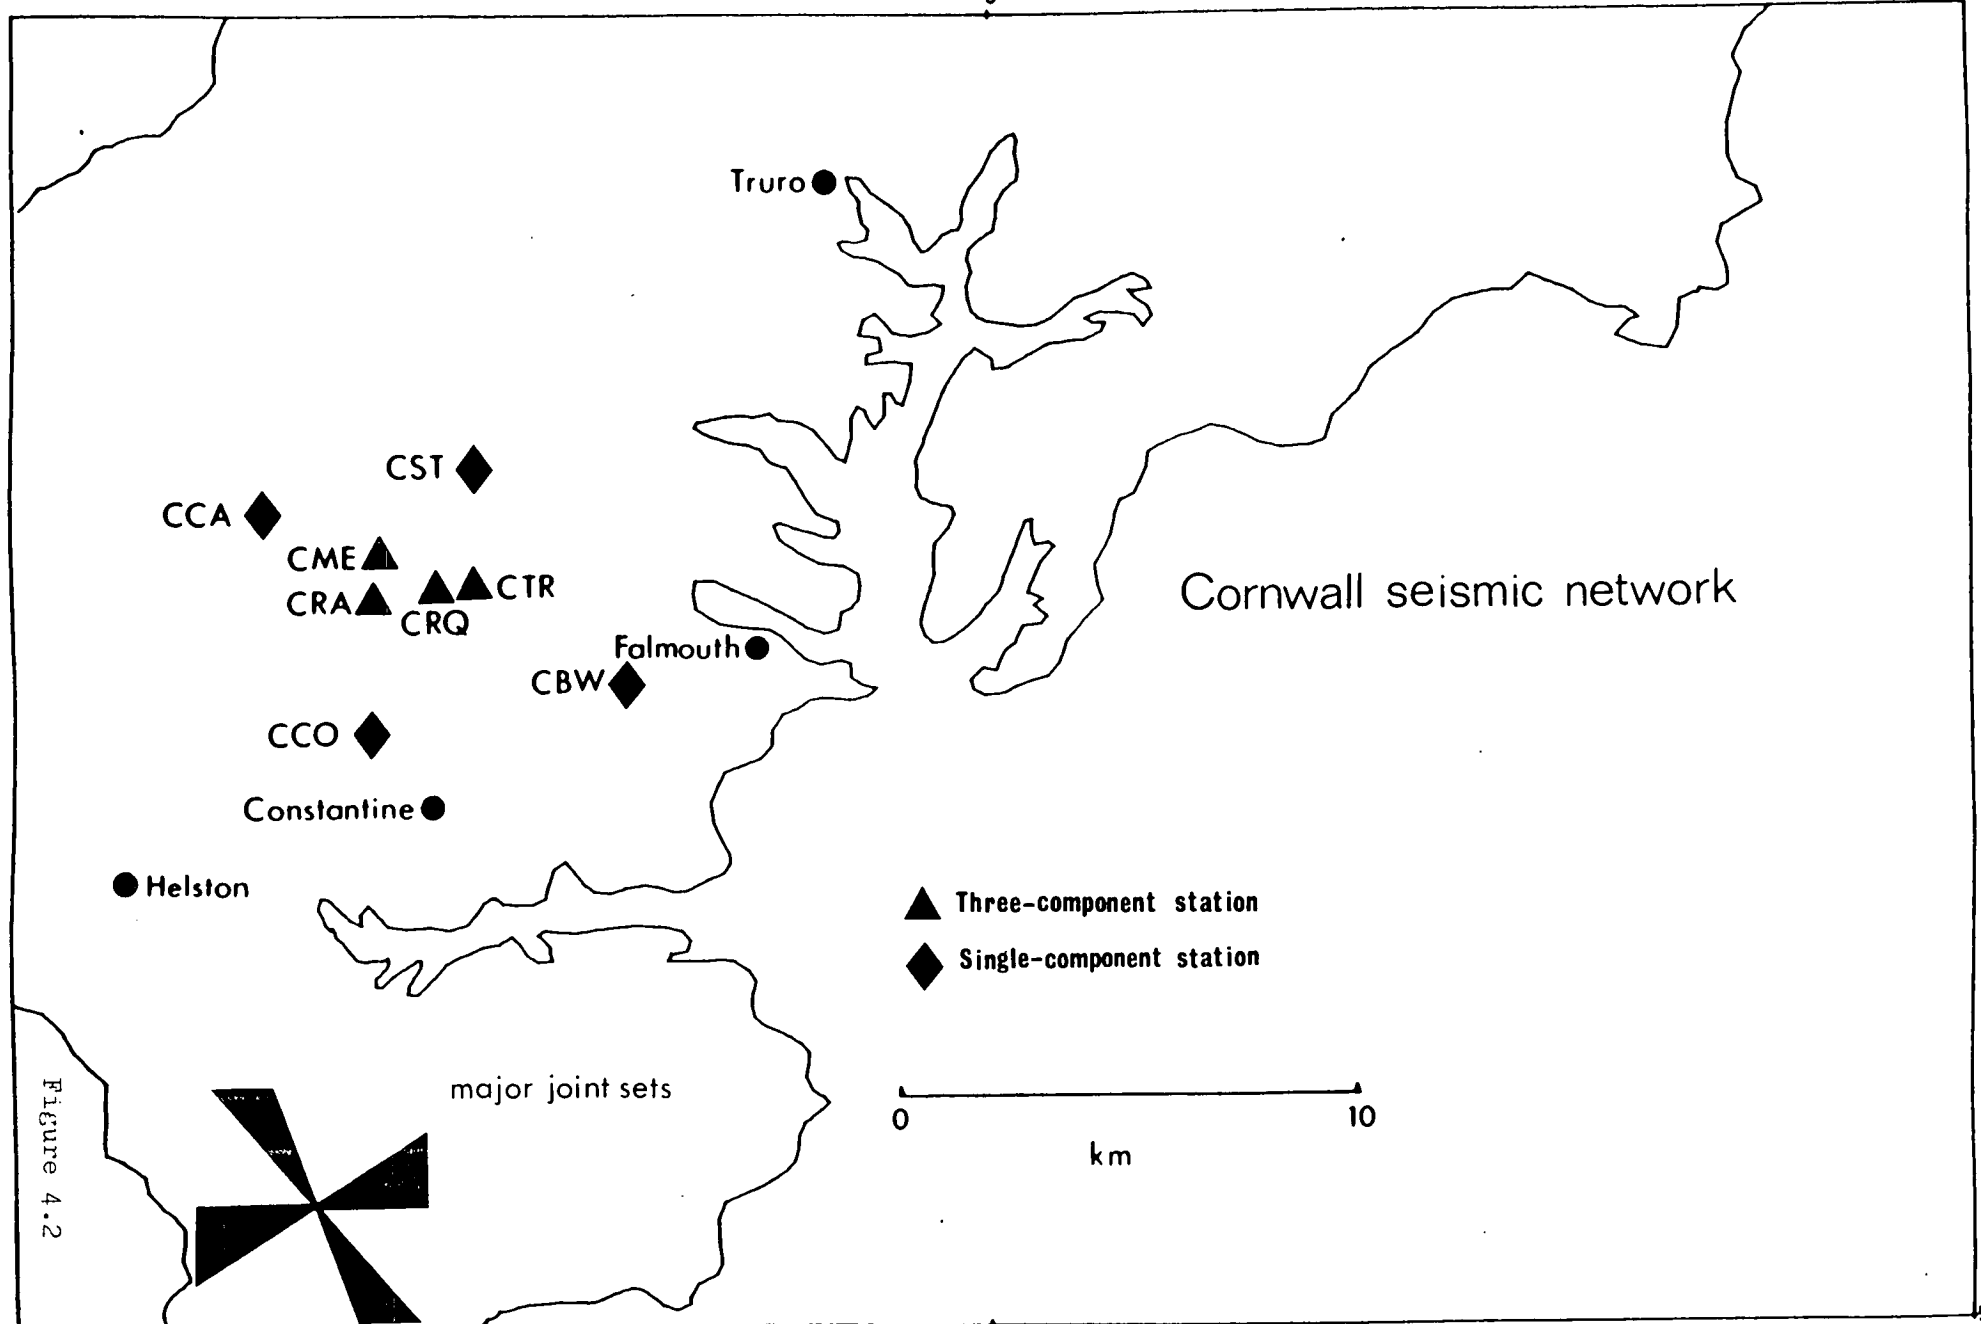 Truro
CST
CCA
CME
CRA
CTR
CRQ
Cornwall seismic network
Falmouth
CBW
CCO
Constantine
Helston
Three-component station
Single-component station
major joint sets
0
10
km
Figure 4.2